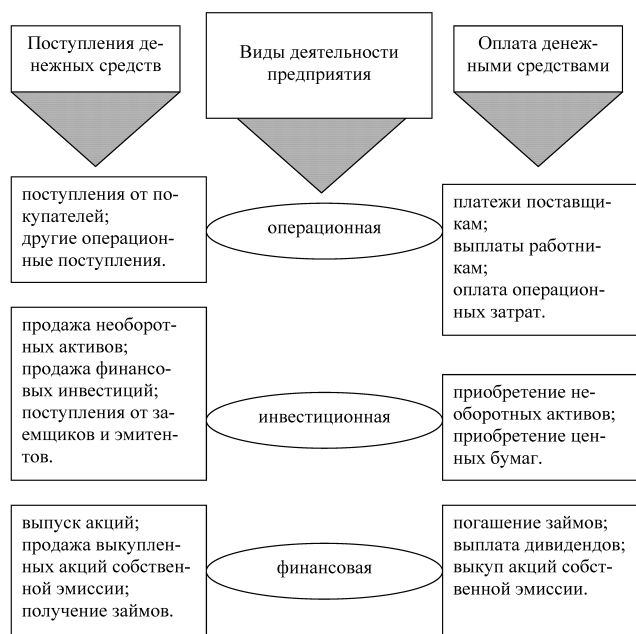 Поступления де-
нежных средств
Виды деятельности
предприятия
Оплата денеж-
ными средствами
поступления от по-
купателей;
другие операцион-
ные поступления.
операционная
платежи поставщи-
кам;
выплаты работни-
кам;
оплата операцион-
ных затрат.
продажа необорот-
ных активов;
продажа финансо-
вых инвестиций;
поступления от за-
емщиков и эмитен-
тов.
инвестиционная
приобретение не-
оборотных активов;
приобретение цен-
ных бумаг.
выпуск акций;
продажа выкуплен-
ных акций собствен-
ной эмиссии;
получение займов.
финансовая
погашение займов;
выплата дивидендов;
выкуп акций собст-
венной эмиссии.